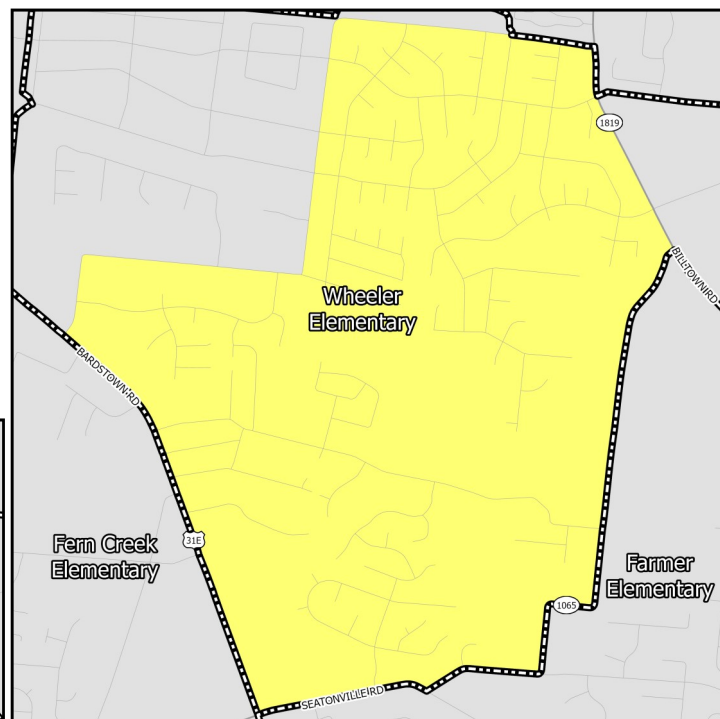 1819
BILLTOWN RD
Wheeler
Elementary
BARDSTOWN RD
31E
Fern Creek
Elementary
Farmer
Elementary
1065
SEATONVILLE RD